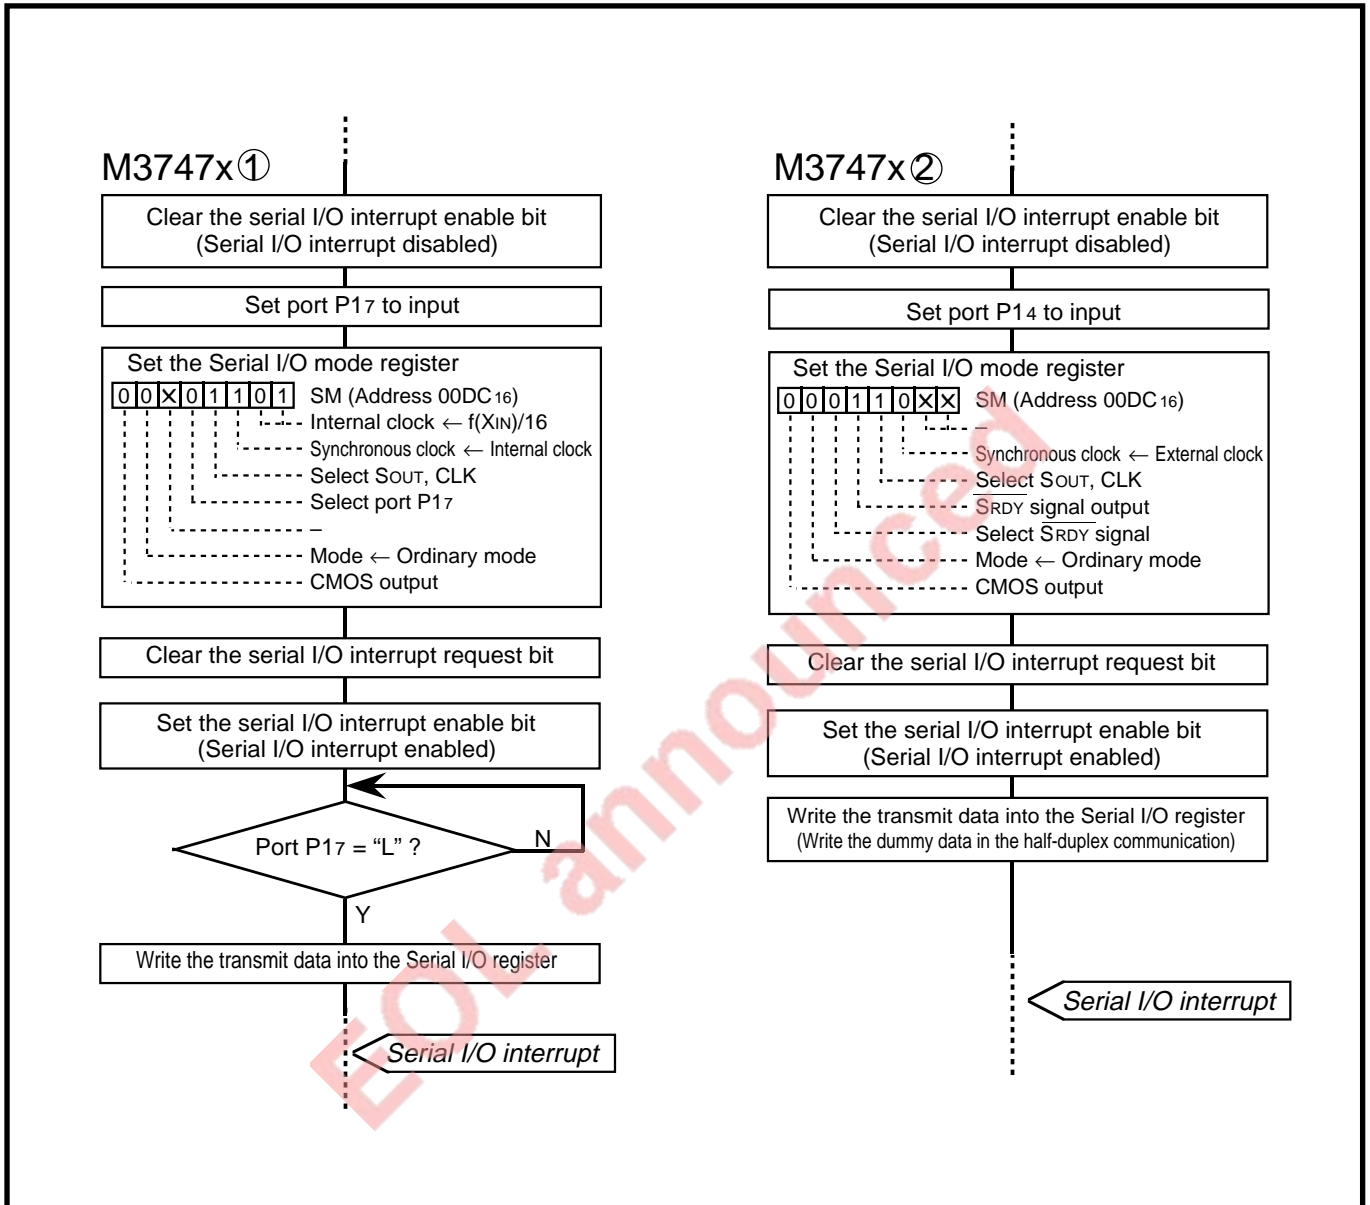 M3747x①
Clear the serial I/O interrupt enable bit
(Serial I/O interrupt disabled)
Set port P17 to input
Set the Serial I/O mode register
0 0 X 0 1 1 0 1 SM (Address 00DC16)
Internal clock ← f(XIN)/16
Synchronous clock ← Internal clock
Select SOUT, CLK
Select port P17
–
Mode ← Ordinary mode
CMOS output
Clear the serial I/O interrupt request bit
Set the serial I/O interrupt enable bit
(Serial I/O interrupt enabled)
Port P17 = “L” ?
N
Y
Write the transmit data into the Serial I/O register
Serial I/O interrupt
M3747x②
Clear the serial I/O interrupt enable bit
(Serial I/O interrupt disabled)
Set port P14 to input
Set the Serial I/O mode register
0 0 0 1 1 0 X X SM (Address 00DC16)
–
Synchronous clock ← External clock
Select SOUT, CLK
S̅R̅D̅Y̅ signal output
Select S̅R̅D̅Y̅ signal
Mode ← Ordinary mode
CMOS output
Clear the serial I/O interrupt request bit
Set the serial I/O interrupt enable bit
(Serial I/O interrupt enabled)
Write the transmit data into the Serial I/O register
(Write the dummy data in the half-duplex communication)
Serial I/O interrupt
EOL announced